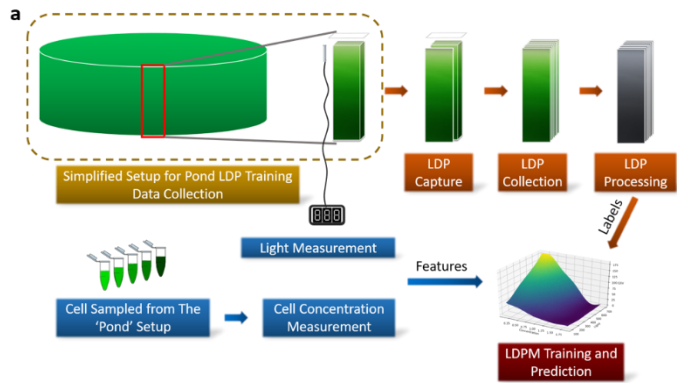 a
Simplified Setup for Pond LDP Training
Data Collection
LDP
Capture
LDP
Collection
LDP
Processing
888
Light Measurement
Labels
Features
Cell Sampled from The
'Pond' Setup
Cell Concentration
Measurement
LDPM Training and
Prediction